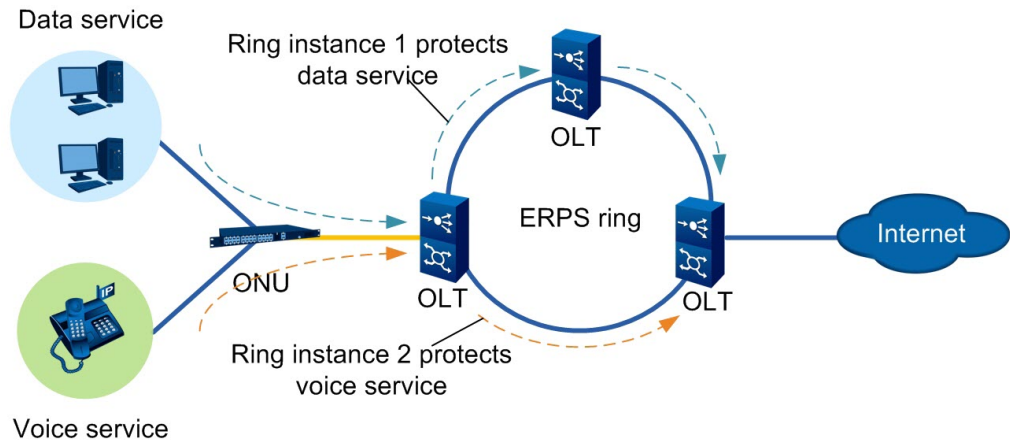 Data service
Ring instance 1 protects
data service
OLT
ERPS ring
Internet
ONU
OLT
OLT
IP
Ring instance 2 protects
voice service
Voice service